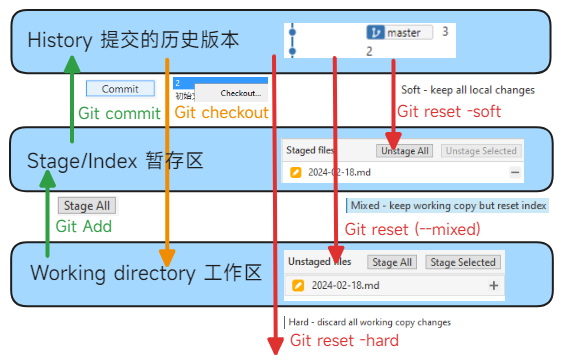 History 提交的历史版本
master
3
2
Commit
2
初始
Checkout...
Git commit
Git checkout
Soft - keep all local changes
Git reset -soft
Stage/Index 暂存区
Staged files
Unstage All
Unstage Selected
2024-02-18.md
Stage All
Git Add
Mixed - keep working copy but reset index
Git reset (--mixed)
Working directory 工作区
Unstaged files
Stage All
Stage Selected
2024-02-18.md
Hard - discard all working copy changes
Git reset -hard